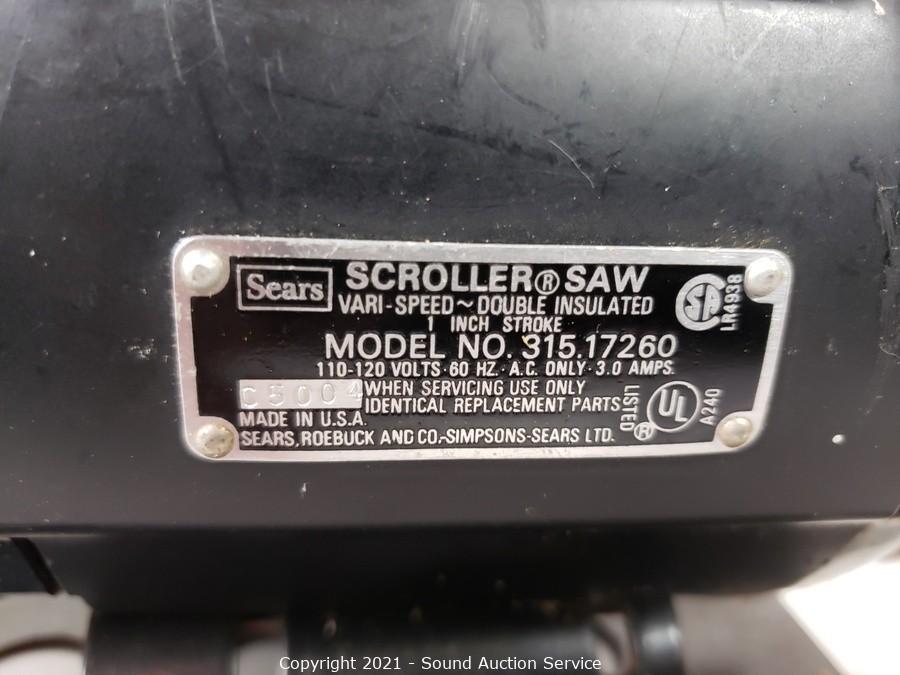 Sears SCROLLER® SAW
VARI-SPEED~DOUBLE INSULATED
1 INCH STROKE
MODEL NO. 315.17260
110-120 VOLTS·60 HZ.·A.C. ONLY·3.0 AMPS.
C5004 WHEN SERVICING USE ONLY
IDENTICAL REPLACEMENT PARTS
MADE IN U.S.A.
SEARS, ROEBUCK AND CO.-SIMPSONS-SEARS LTD.
SA LR4938
LISTED UL ® A240
Copyright 2021 - Sound Auction Service